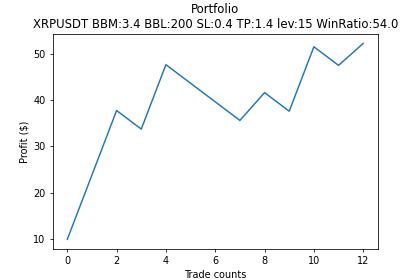 Portfolio
XRPUSDT BBM:3.4 BBL:200 SL:0.4 TP:1.4 lev:15 WinRatio:54.0
50
40
30
20
10
Profit ($)
0 2 4 6 8 10 12
Trade counts